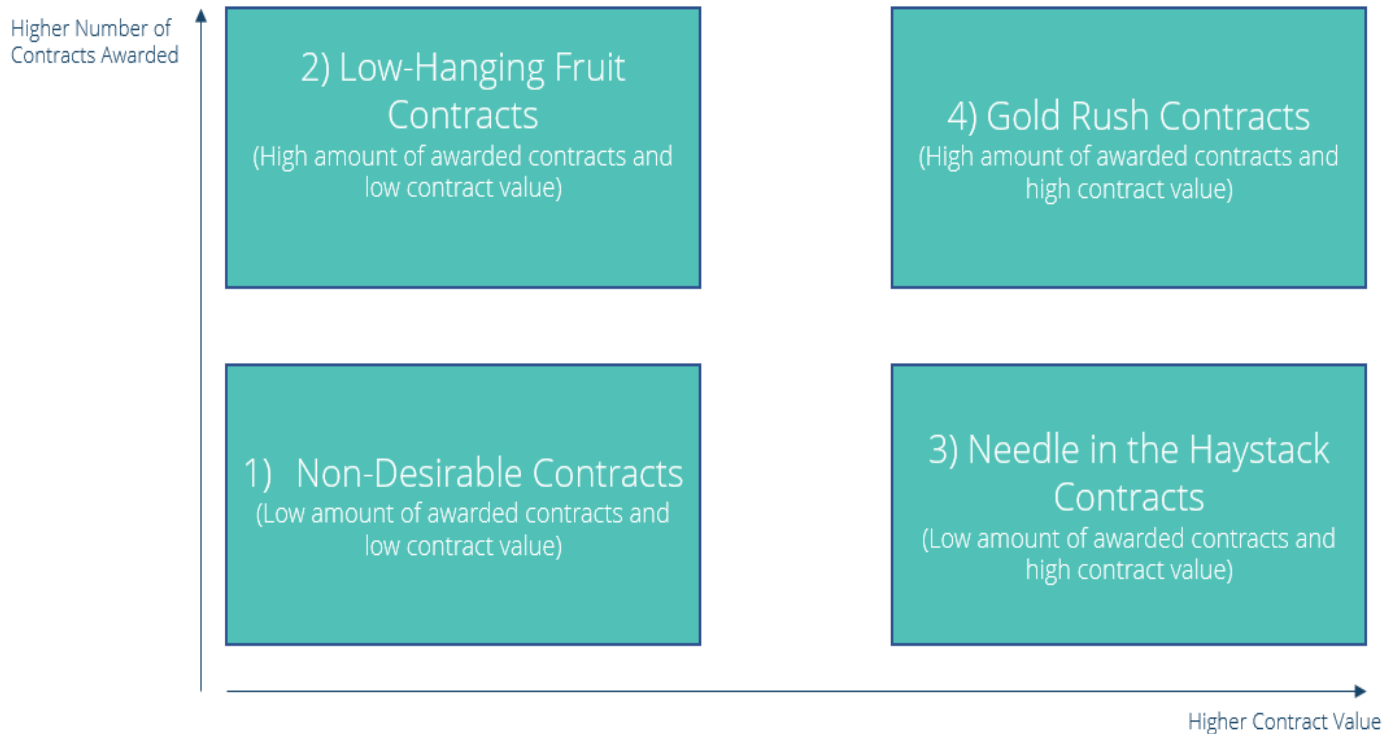 Higher Number of
Contracts Awarded
2) Low-Hanging Fruit
Contracts
(High amount of awarded contracts and
low contract value)
4) Gold Rush Contracts
(High amount of awarded contracts and
high contract value)
1) Non-Desirable Contracts
(Low amount of awarded contracts and
low contract value)
3) Needle in the Haystack
Contracts
(Low amount of awarded contracts and
high contract value)
Higher Contract Value